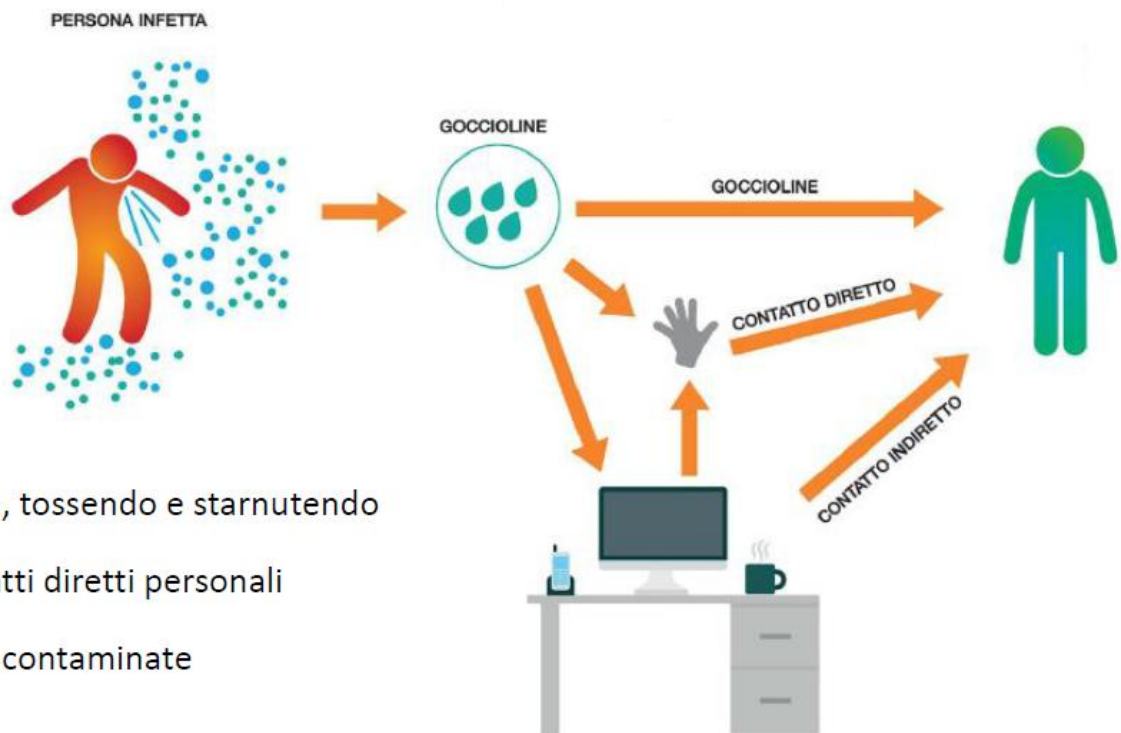 PERSONA INFETTA
GOCCIOLINE
GOCCIOLINE
CONTATTO DIRETTO
CONTATTO INDIRETTO
, tossendo e starnutendo
tti diretti personali
contaminate